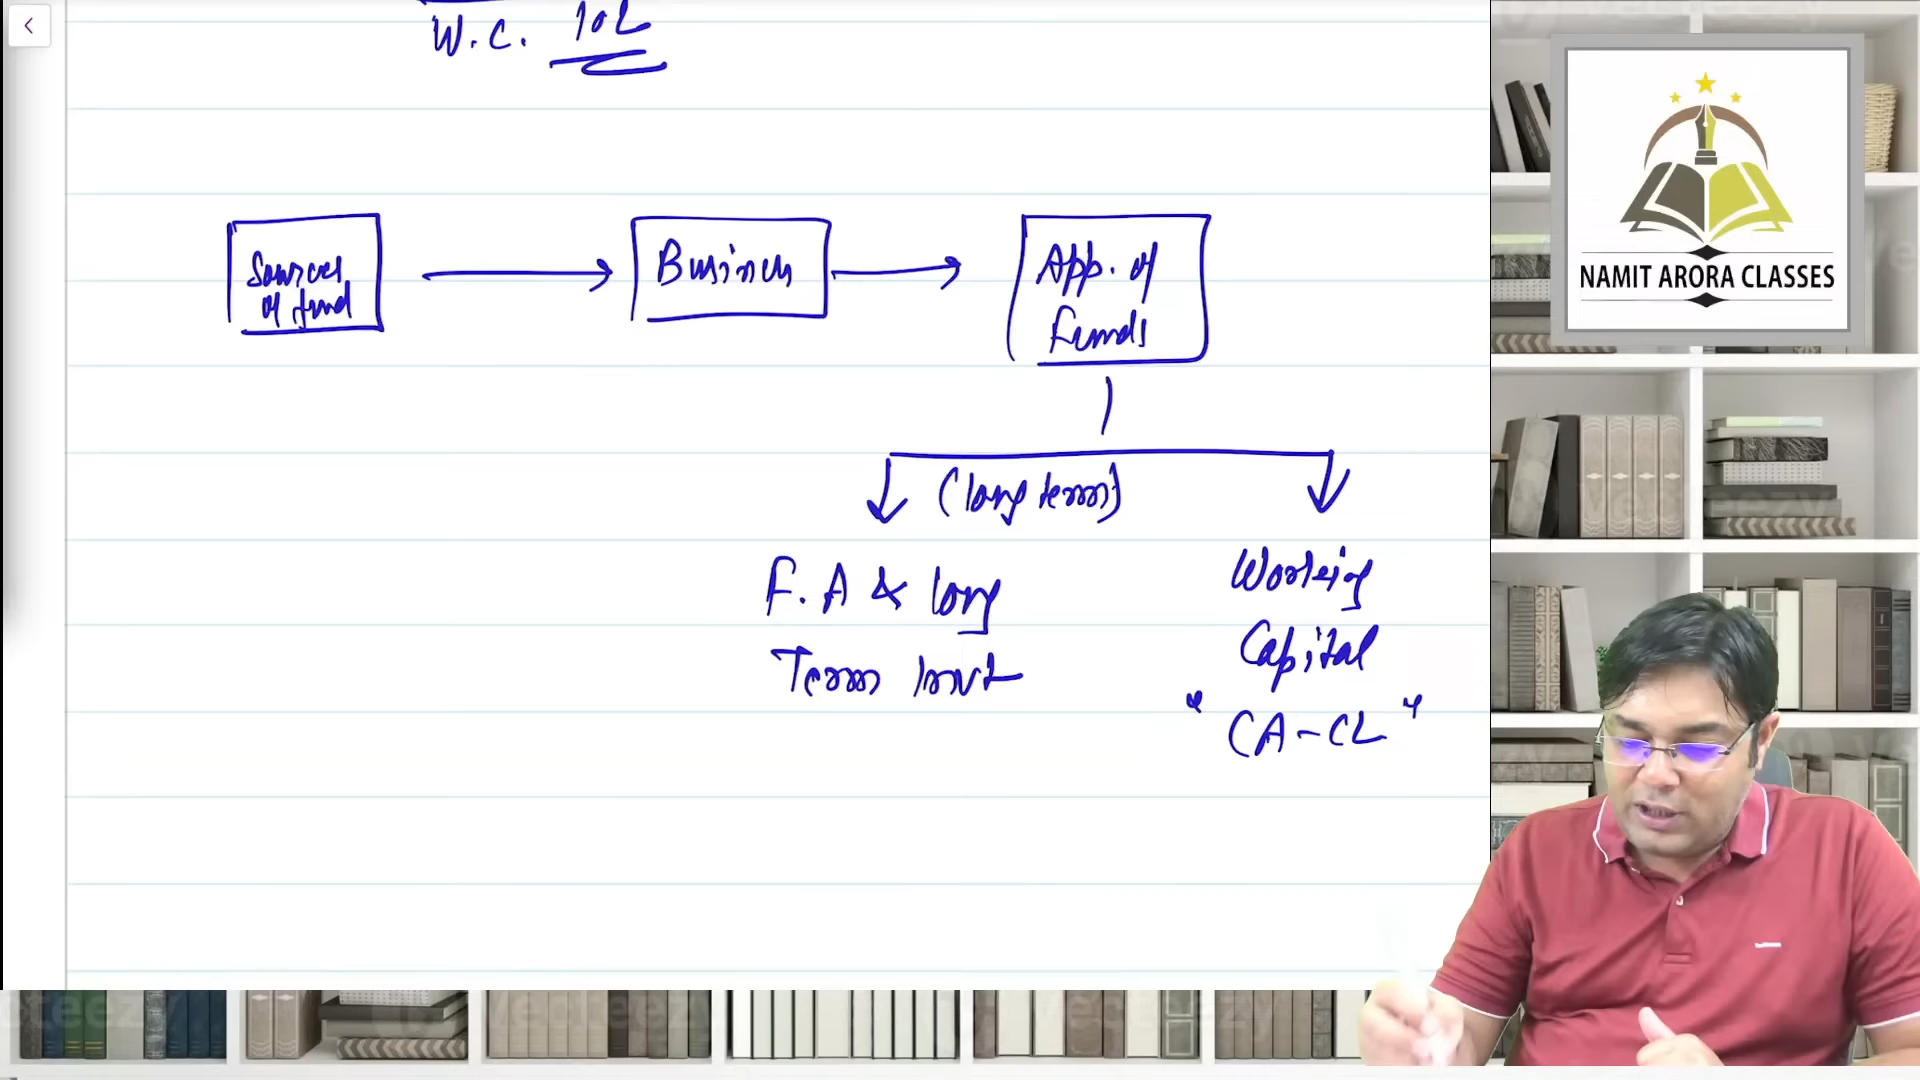 W.C. 10L
Sources
of fund
Business
App. of
Funds
(long term)
F.A & long
Term Invt
Working
Capital
"CA-CL"
NAMIT ARORA CLASSES